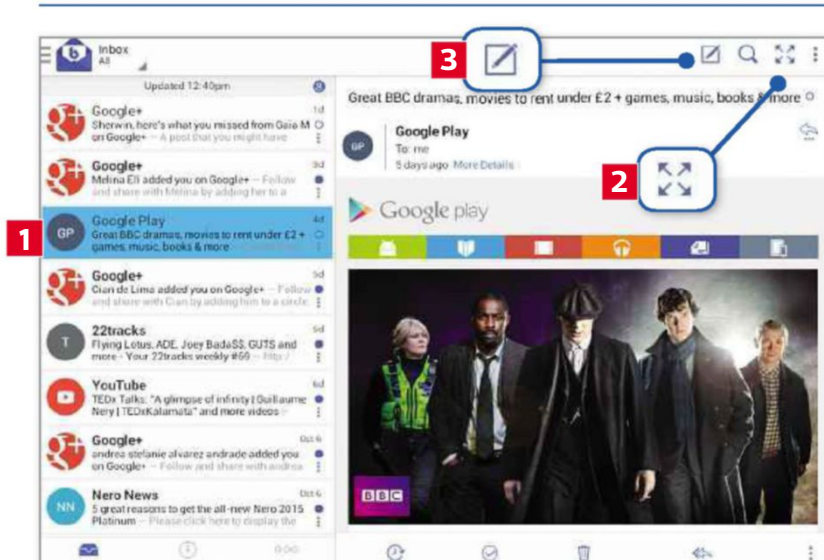 Inbox
All
3
Updated 12:40pm
Google+ 1d
Sherwin, here's what you missed from Gaia M
on Google+ – A post that you might have
Google+
Melina Eli added you on Google+ – Follow
and share with Melina by adding her to a
1
GP
Google Play 4d
Great BBC dramas, movies to rent under £2 +
games, music, books & more
Google+ 5d
Cian de Lima added you on Google+ – Follow
and share with Cian by adding him to a circle
T
22tracks
Flying Lotus, ADE, Joey Bada$$, GUTS and
more - Your 22tracks weekly #69 – http:/
YouTube 6d
TEDx Talks: "A glimpse of infinity | Guillaume
Nery | TEDxKalamata" and more videos –
Google+ Oct 6
andrea stefanie alvarez andrade added you
on Google+ – Follow and share with andrea
NN
Nero News Oct 6
5 great reasons to get the all-new Nero 2015
Platinum – Please click here to display the
Great BBC dramas, movies to rent under £2 + games, music, books & more
GP
Google Play
To: me
5 days ago More Details
2
Google play
BBC